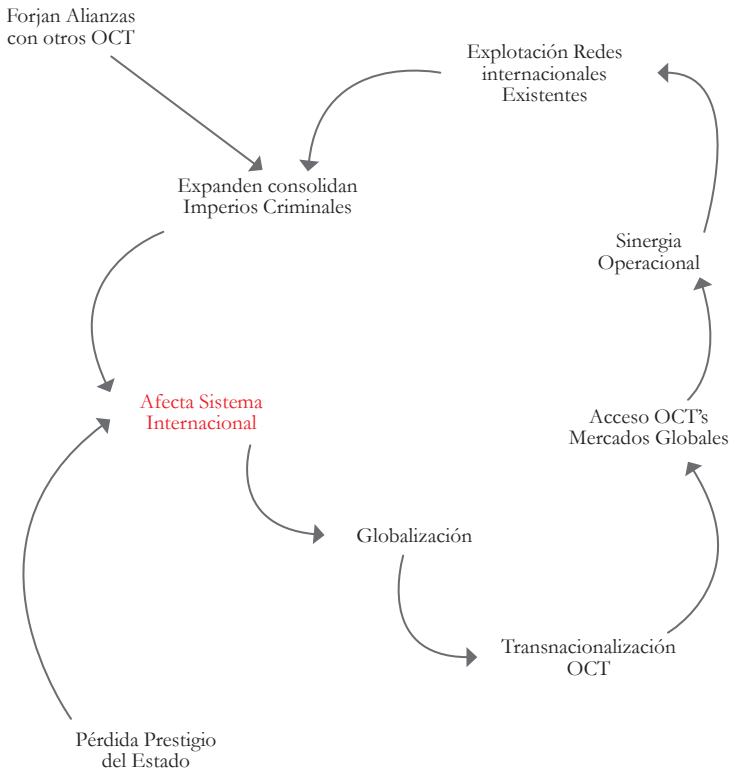 Forjan Alianzas
con otros OCT
Explotación Redes
internacionales
Existentes
Expanden consolidan
Imperios Criminales
Sinergia
Operacional
Afecta Sistema
Internacional
Acceso OCT's
Mercados Globales
Globalización
Transnacionalización
OCT
Pérdida Prestigio
del Estado